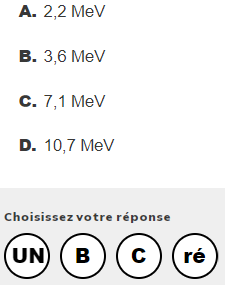 A. 2,2 MeV
B. 3,6 MeV
C. 7,1 MeV
D. 10,7 MeV
Choisissez votre réponse
UN B C ré